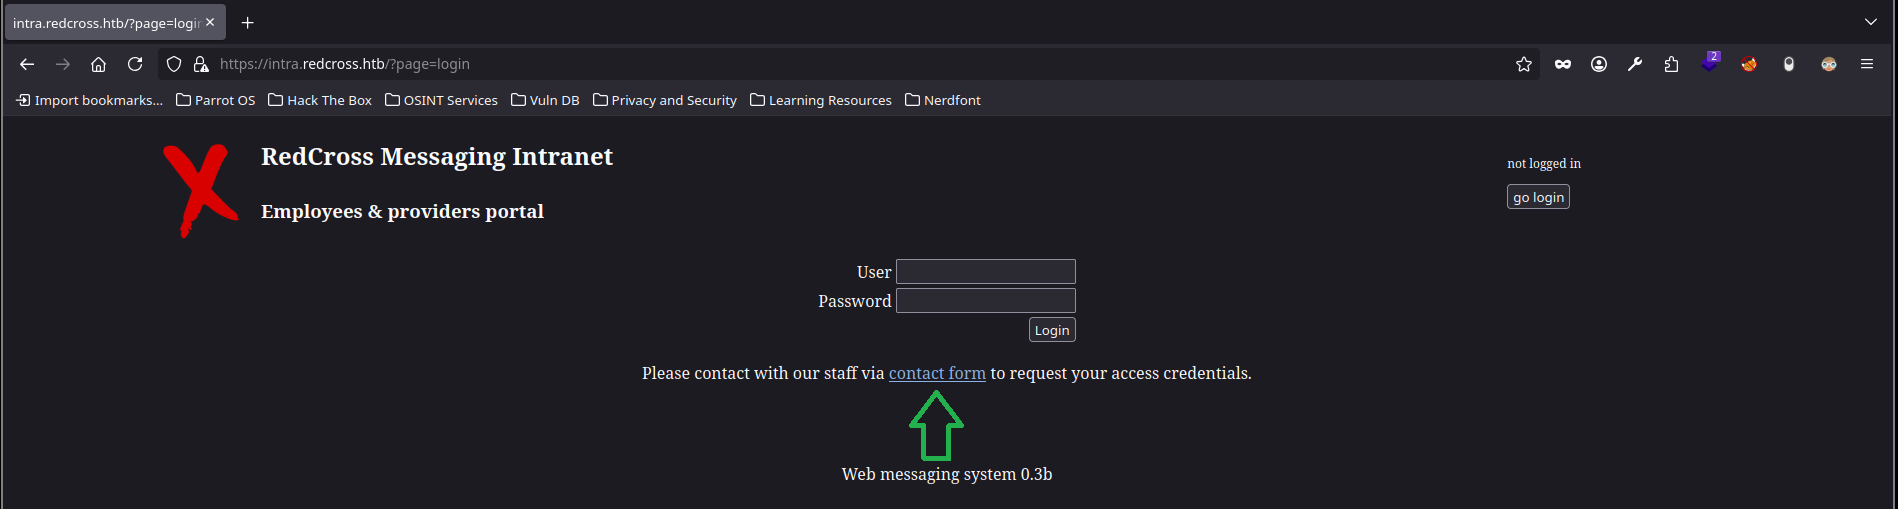 intra.redcross.htb/?page=login
https://intra.redcross.htb/?page=login
2
Import bookmarks... Parrot OS Hack The Box OSINT Services Vuln DB Privacy and Security Learning Resources Nerdfont
RedCross Messaging Intranet
not logged in
go login
Employees & providers portal
User
Password
Login
Please contact with our staff via contact form to request your access credentials.
Web messaging system 0.3b